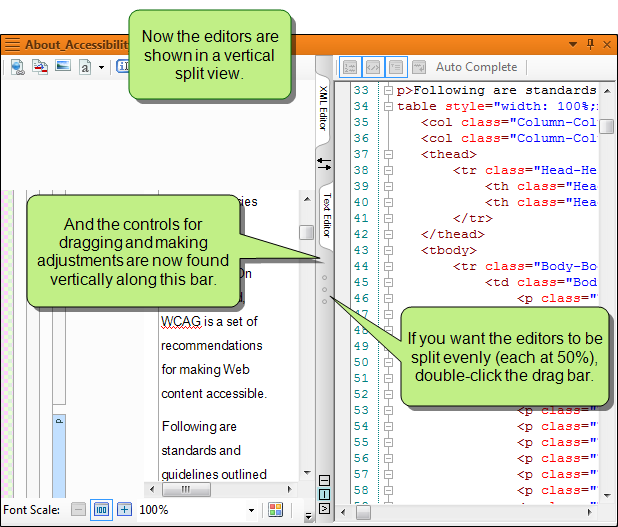 About_Accessibility
Now the editors are
shown in a vertical
split view.
Auto Complete
XML Editor
Text Editor
ies
And the controls for
dragging and making
adjustments are now found
vertically along this bar.
On
WCAG is a set of
recommendations
for making Web
content accessible.
Following are
standards and
guidelines outlined
p
Font Scale:
100%
33 p>Following are standards
34 table style="width: 100%;
35 <col class="Column-Col
36 <col class="Column-Col
37 <thead>
38 <tr class="Head-He
39 <th class="Hea
40 <th class="Hea
41 </tr>
42 </thead>
43 <tbody>
44 <tr class="Body-Bo
45 <td class="Bod
46 <p class="
47
48
49
50
51
52
If you want the editors to be
split evenly (each at 50%),
double-click the drag bar.
53 <p class="
54 <p class="
55 <p class="
56 <p class="
57 <p class="
58 <p class="